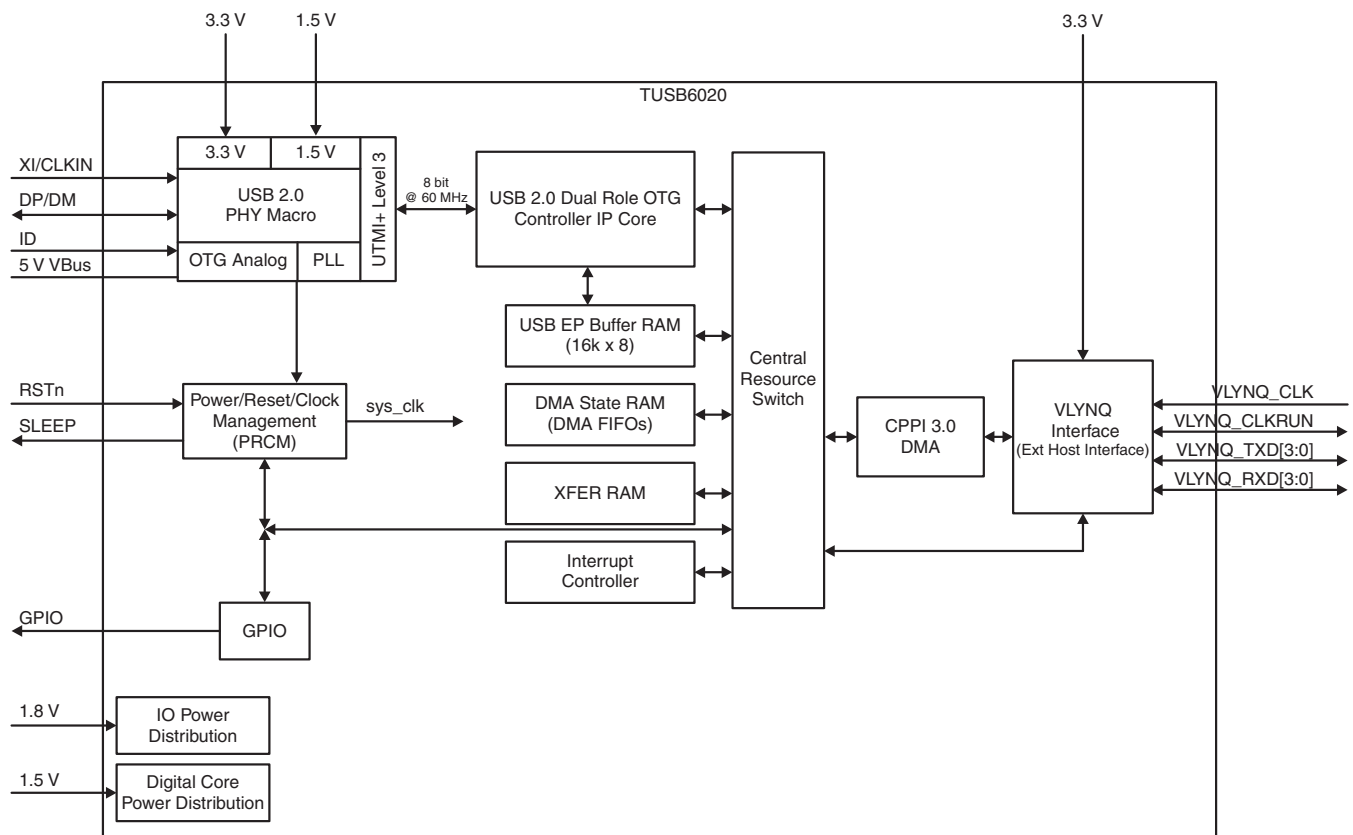 3.3 V
1.5 V
3.3 V
TUSB6020
XI/CLKIN
DP/DM
ID
5 V VBus
3.3 V
1.5 V
USB 2.0
PHY Macro
OTG Analog
PLL
UTMI+ Level 3
8 bit
@ 60 MHz
USB 2.0 Dual Role OTG
Controller IP Core
USB EP Buffer RAM
(16k x 8)
DMA State RAM
(DMA FIFOs)
XFER RAM
Interrupt
Controller
Central
Resource
Switch
CPPI 3.0
DMA
VLYNQ
Interface
(Ext Host Interface)
VLYNQ_CLK
VLYNQ_CLKRUN
VLYNQ_TXD[3:0]
VLYNQ_RXD[3:0]
RSTn
SLEEP
Power/Reset/Clock
Management
(PRCM)
sys_clk
GPIO
GPIO
1.8 V
IO Power
Distribution
1.5 V
Digital Core
Power Distribution